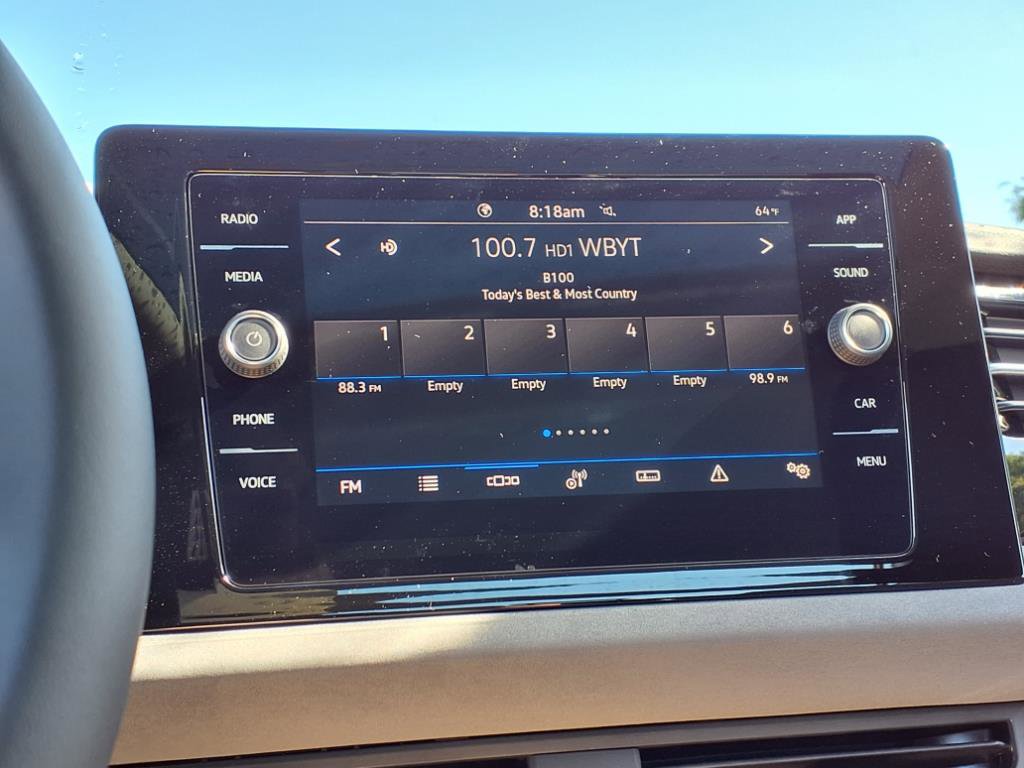 RADIO
MEDIA
PHONE
VOICE
8:18am
64°F
HD
100.7 HD1 WBYT
B100
Today's Best & Most Country
1 2 3 4 5 6
88.3 FM Empty Empty Empty Empty 98.9 FM
FM
APP
SOUND
CAR
MENU